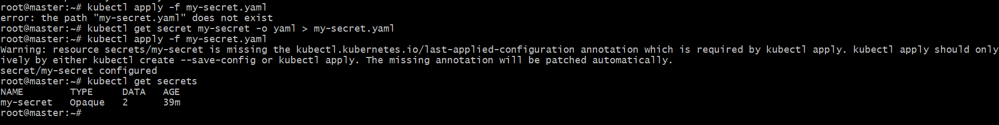 root@master:~# kubectl apply -f my-secret.yaml
error: the path "my-secret.yaml" does not exist
root@master:~# kubectl get secret my-secret -o yaml > my-secret.yaml
root@master:~# kubectl apply -f my-secret.yaml
Warning: resource secrets/my-secret is missing the kubectl.kubernetes.io/last-applied-configuration annotation which is required by kubectl apply. kubectl apply should only
ively by either kubectl create --save-config or kubectl apply. The missing annotation will be patched automatically.
secret/my-secret configured
root@master:~# kubectl get secrets
NAME TYPE DATA AGE
my-secret Opaque 2 39m
root@master:~#